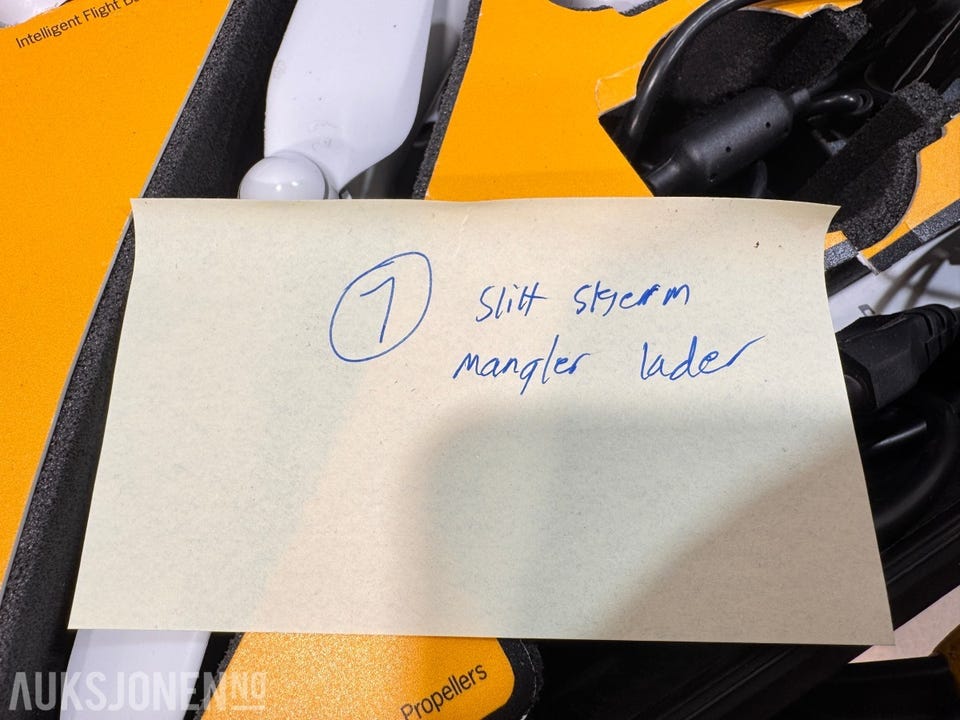 Intelligent Flight
1 Slitt skjerm
mangler lader
Propellers
AUKSJONEN.NO